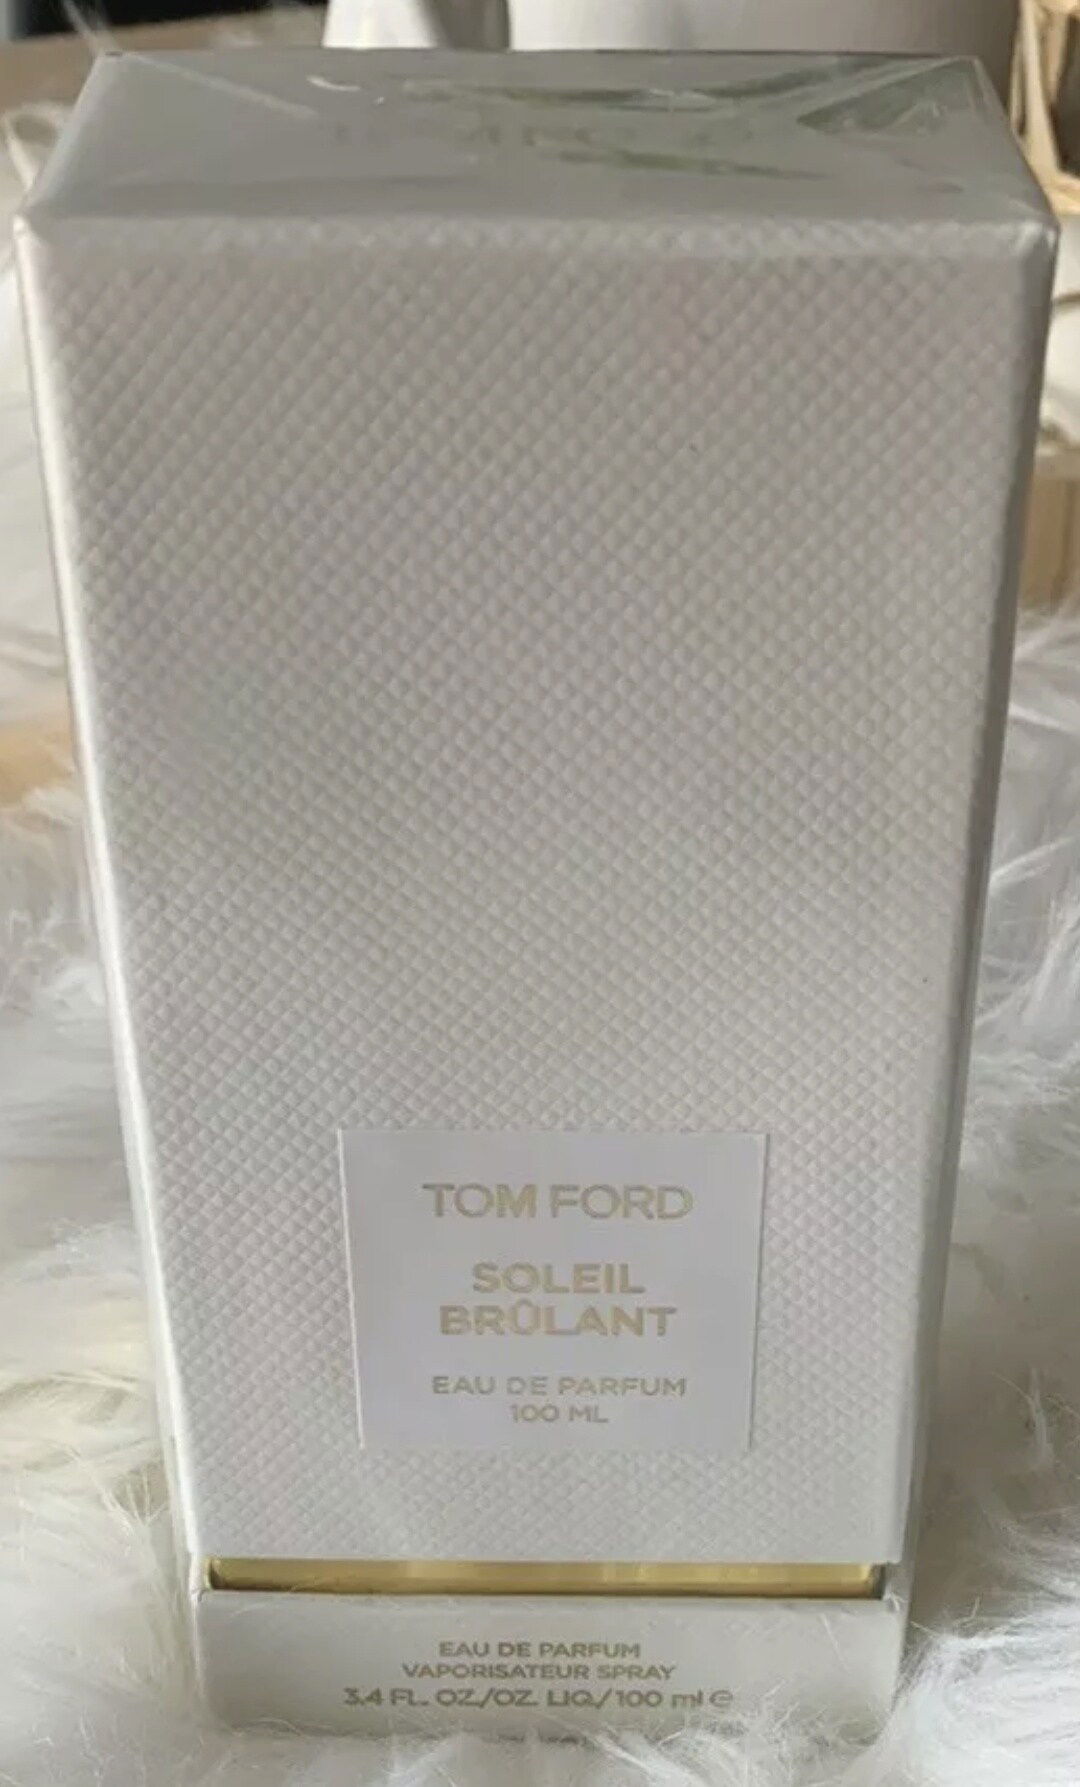 TOM FORD
SOLEIL
BRÛLANT
EAU DE PARFUM
100 ML
EAU DE PARFUM
VAPORISATEUR SPRAY
3.4 FL. OZ./OZ. LIQ./100 ml ℮